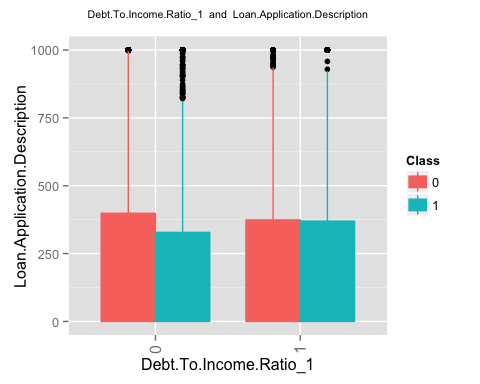 Debt.To.Income.Ratio_1 and Loan.Application.Description
1000
750
500
250
0
Loan.Application.Description
0
1
Debt.To.Income.Ratio_1
Class
0
1